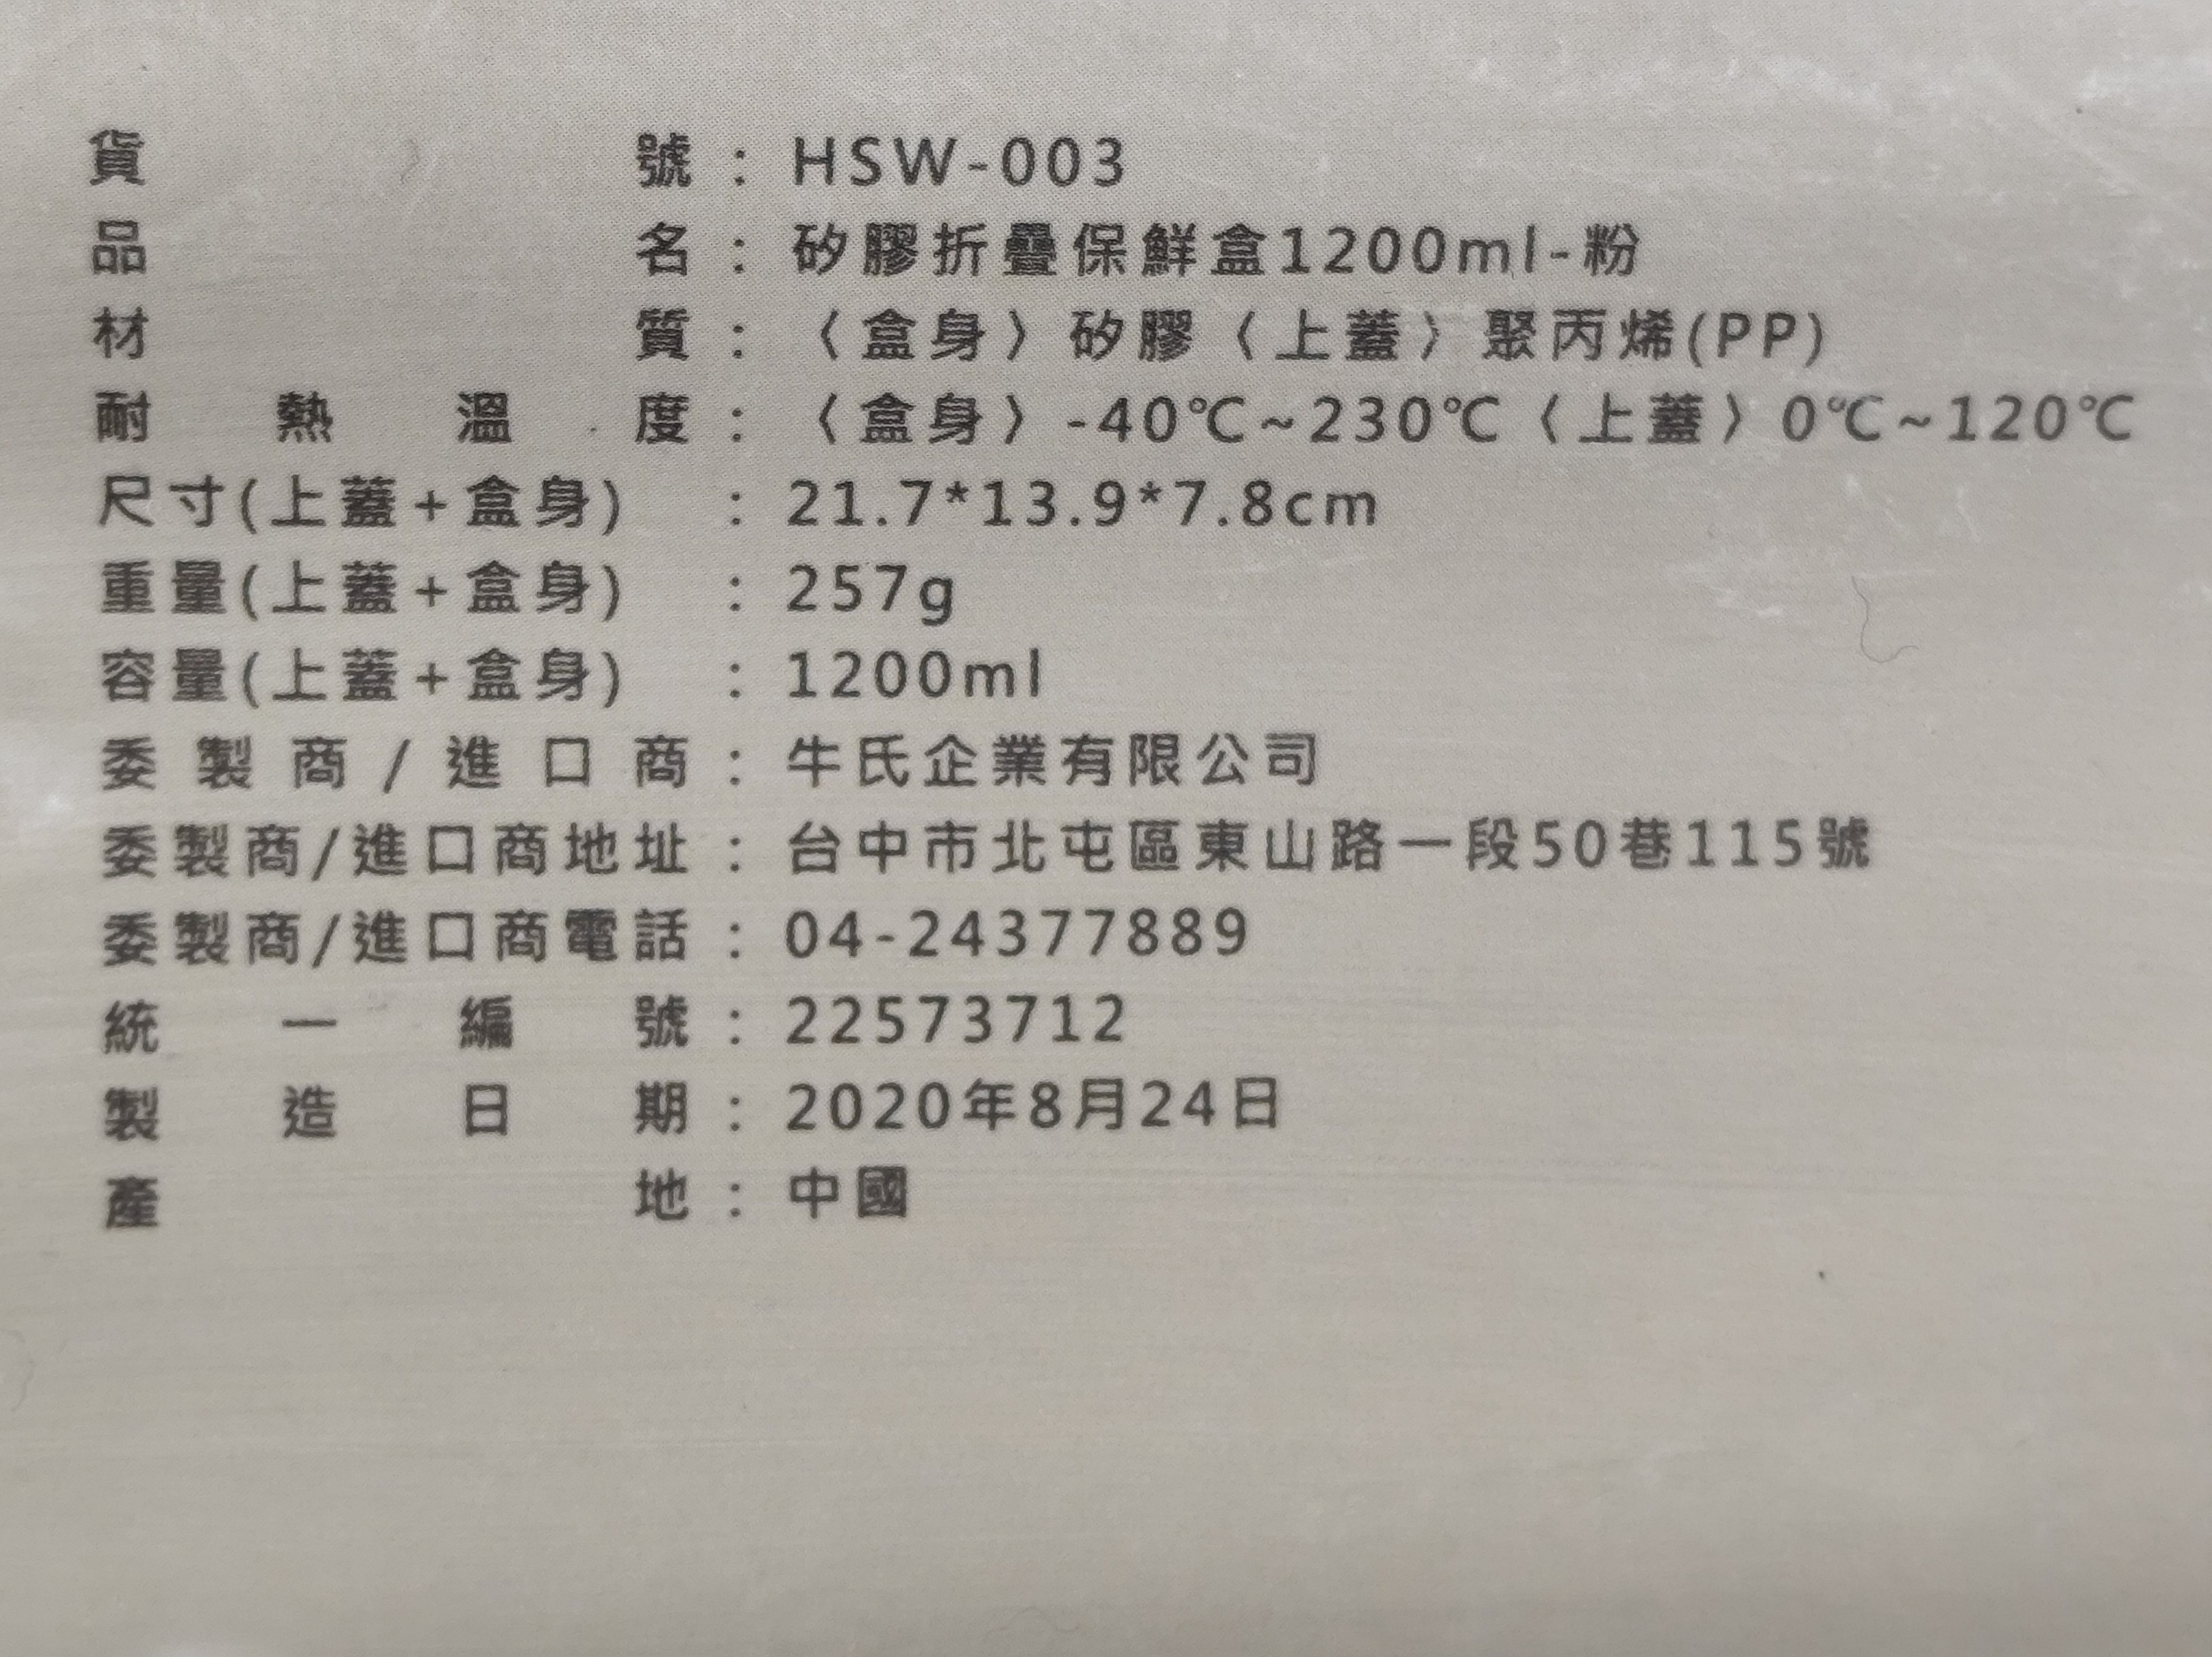 貨號：HSW-003
品名：矽膠折疊保鮮盒1200ml-粉
材質：〈盒身〉矽膠〈上蓋〉聚丙烯(PP)
耐熱溫度：〈盒身〉-40℃~230℃〈上蓋〉0℃~120℃
尺寸(上蓋+盒身)：21.7*13.9*7.8cm
重量(上蓋+盒身)：257g
容量(上蓋+盒身)：1200ml
委製商/進口商：牛氏企業有限公司
委製商/進口商地址：台中市北屯區東山路一段50巷115號
委製商/進口商電話：04-24377889
統一編號：22573712
製造日期：2020年8月24日
產地：中國